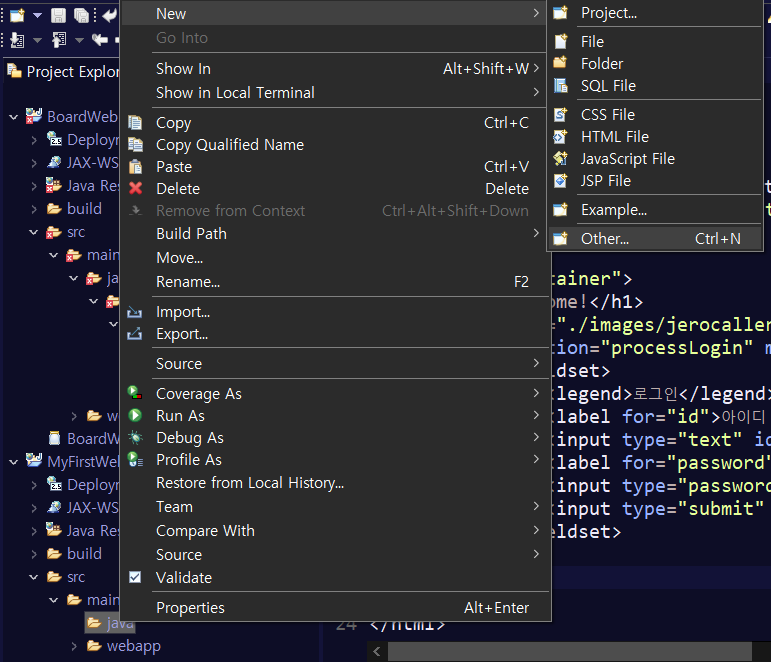 New
Go Into
Show In Alt+Shift+W
Show in Local Terminal
Copy Ctrl+C
Copy Qualified Name
Paste Ctrl+V
Delete Delete
Remove from Context Ctrl+Alt+Shift+Down
Build Path
Move...
Rename... F2
Import...
Export...
Source
Coverage As
Run As
Debug As
Profile As
Restore from Local History...
Team
Compare With
Source
Validate
Properties Alt+Enter
Project...
File
Folder
SQL File
CSS File
HTML File
JavaScript File
JSP File
Example...
Other... Ctrl+N
Project Explor
BoardWeb
Deployn
JAX-WS
Java Res
build
src
main
ja
w
BoardW
MyFirstWeb
Deployn
JAX-WS
Java Res
build
src
main
java
webapp
tainer">
ome!</h1>
="./images/jerocaller
tion="processLogin" m
ldset>
<legend>로그인</legend>
<label for="id">아이디
<input type="text" id
<label for="password"
<input type="password
<input type="submit"
eldset>
24 </html>